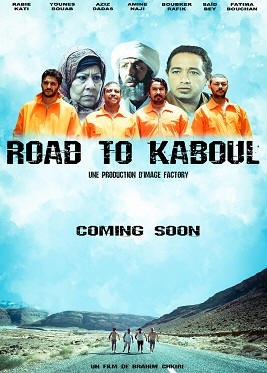 RABIE YOUNES AZIZ AMINE BOUBKER SAÏD FATIMA
KATI BOUAB DADAS NAJI RAFIK BEY BOUCHAN
ROAD TO KABOUL
UNE PRODUCTION D'IMAGE FACTORY
COMING SOON
UN FILM DE BRAHIM CHKIRI